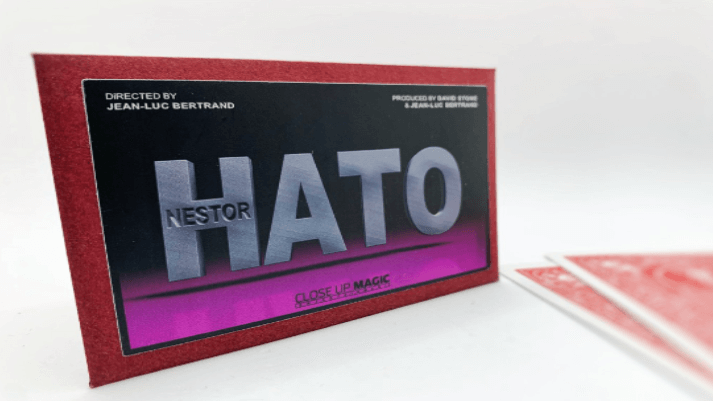 DIRECTED BY
JEAN-LUC BERTRAND
PRODUCED BY DAVID STONE
& JEAN-LUC BERTRAND
HATO
NESTOR
CLOSE UP MAGIC